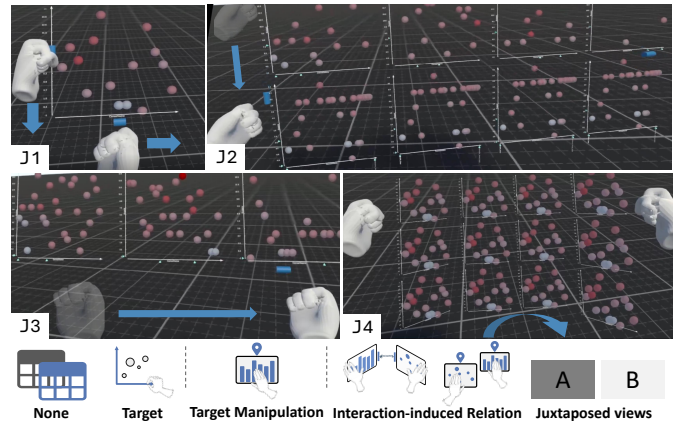 J1
J2
J3
J4
A
B
None
Target
Target Manipulation
Interaction-induced Relation
Juxtaposed views